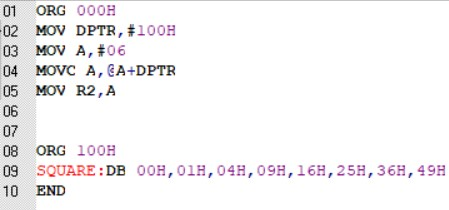 01 ORG 000H
02 MOV DPTR,#100H
03 MOV A,#06
04 MOVC A,@A+DPTR
05 MOV R2,A
06
07
08 ORG 100H
09 SQUARE:DB 00H,01H,04H,09H,16H,25H,36H,49H
10 END